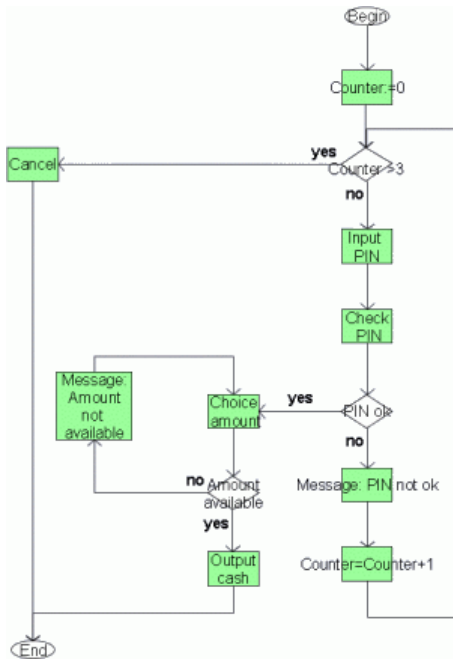 Begin
Counter:=0
yes
Cancel
Counter >3
no
Input
PIN
Check
PIN
Message:
Amount
not
available
Choice
amount
yes
PIN ok
no
no
Amount
available
Message: PIN not ok
yes
Output
cash
Counter=Counter+1
End